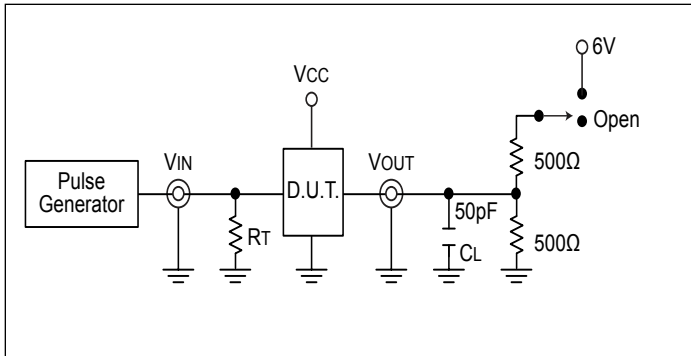 6V
VCC
Open
VIN
VOUT
500Ω
Pulse
Generator
D.U.T.
50pF
RT
500Ω
CL